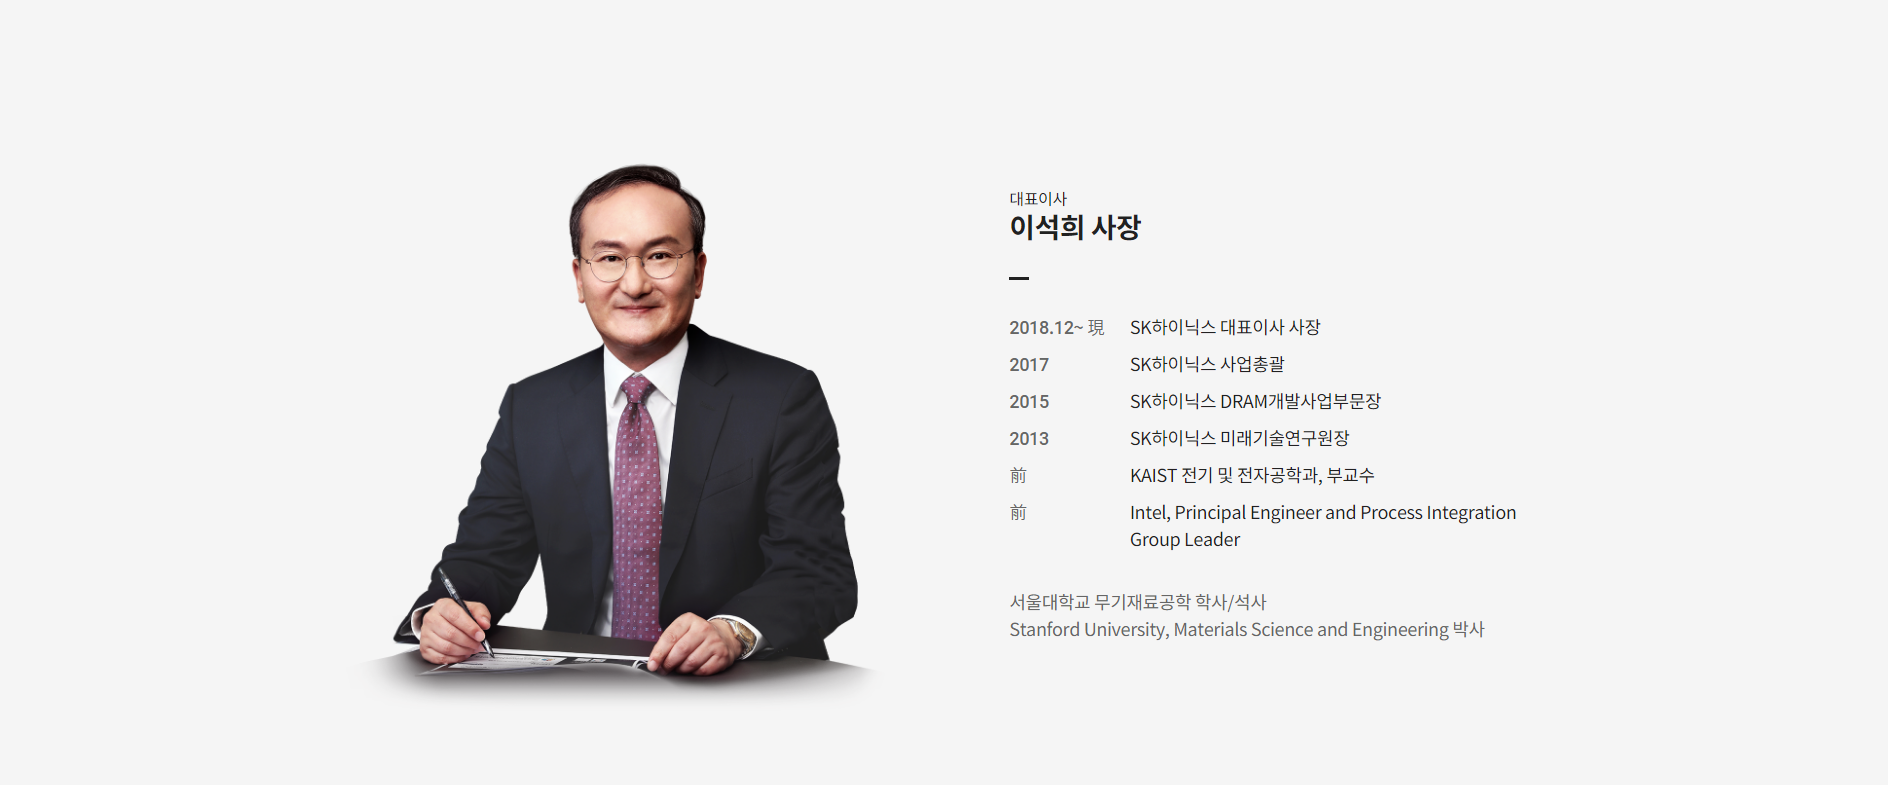 대표이사
이석희 사장
2018.12~ 現 SK하이닉스 대표이사 사장
2017 SK하이닉스 사업총괄
2015 SK하이닉스 DRAM개발사업부문장
2013 SK하이닉스 미래기술연구원장
前 KAIST 전기 및 전자공학과, 부교수
前 Intel, Principal Engineer and Process Integration
Group Leader
서울대학교 무기재료공학 학사/석사
Stanford University, Materials Science and Engineering 박사